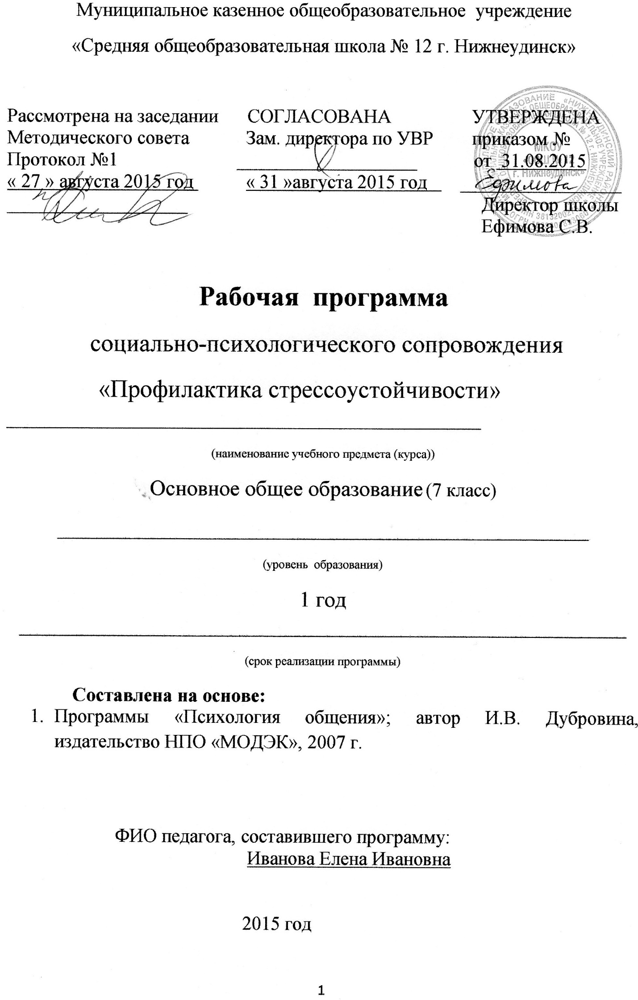 Муниципальное казенное общеобразовательное учреждение
«Средняя общеобразовательная школа № 12 г. Нижнеудинск»
Рассмотрена на заседании
Методического совета
Протокол №1
« 27 » августа 2015 год
СОГЛАСОВАНА
Зам. директора по УВР
« 31 »августа 2015 год
УТВЕРЖДЕНА
приказом №
от 31.08.2015
Ефимова
Директор школы
Ефимова С.В.
МКОУ
г. Нижнеудинск»
Рабочая программа
социально-психологического сопровождения
«Профилактика стрессоустойчивости»
(наименование учебного предмета (курса))
Основное общее образование (7 класс)
(уровень образования)
1 год
(срок реализации программы)
Составлена на основе:
1. Программы «Психология общения»; автор И.В. Дубровина,
издательство НПО «МОДЭК», 2007 г.
ФИО педагога, составившего программу:
Иванова Елена Ивановна
2015 год
1